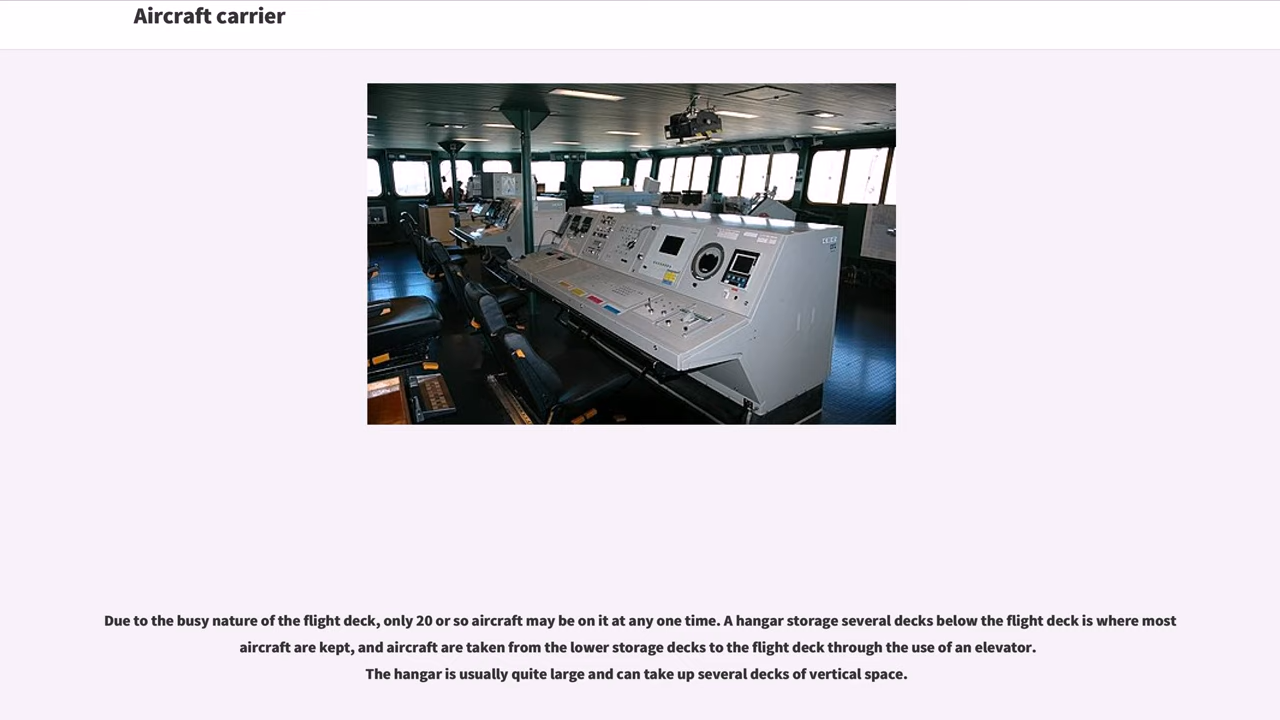 Aircraft carrier
Due to the busy nature of the flight deck, only 20 or so aircraft may be on it at any one time. A hangar storage several decks below the flight deck is where most
aircraft are kept, and aircraft are taken from the lower storage decks to the flight deck through the use of an elevator.
The hangar is usually quite large and can take up several decks of vertical space.